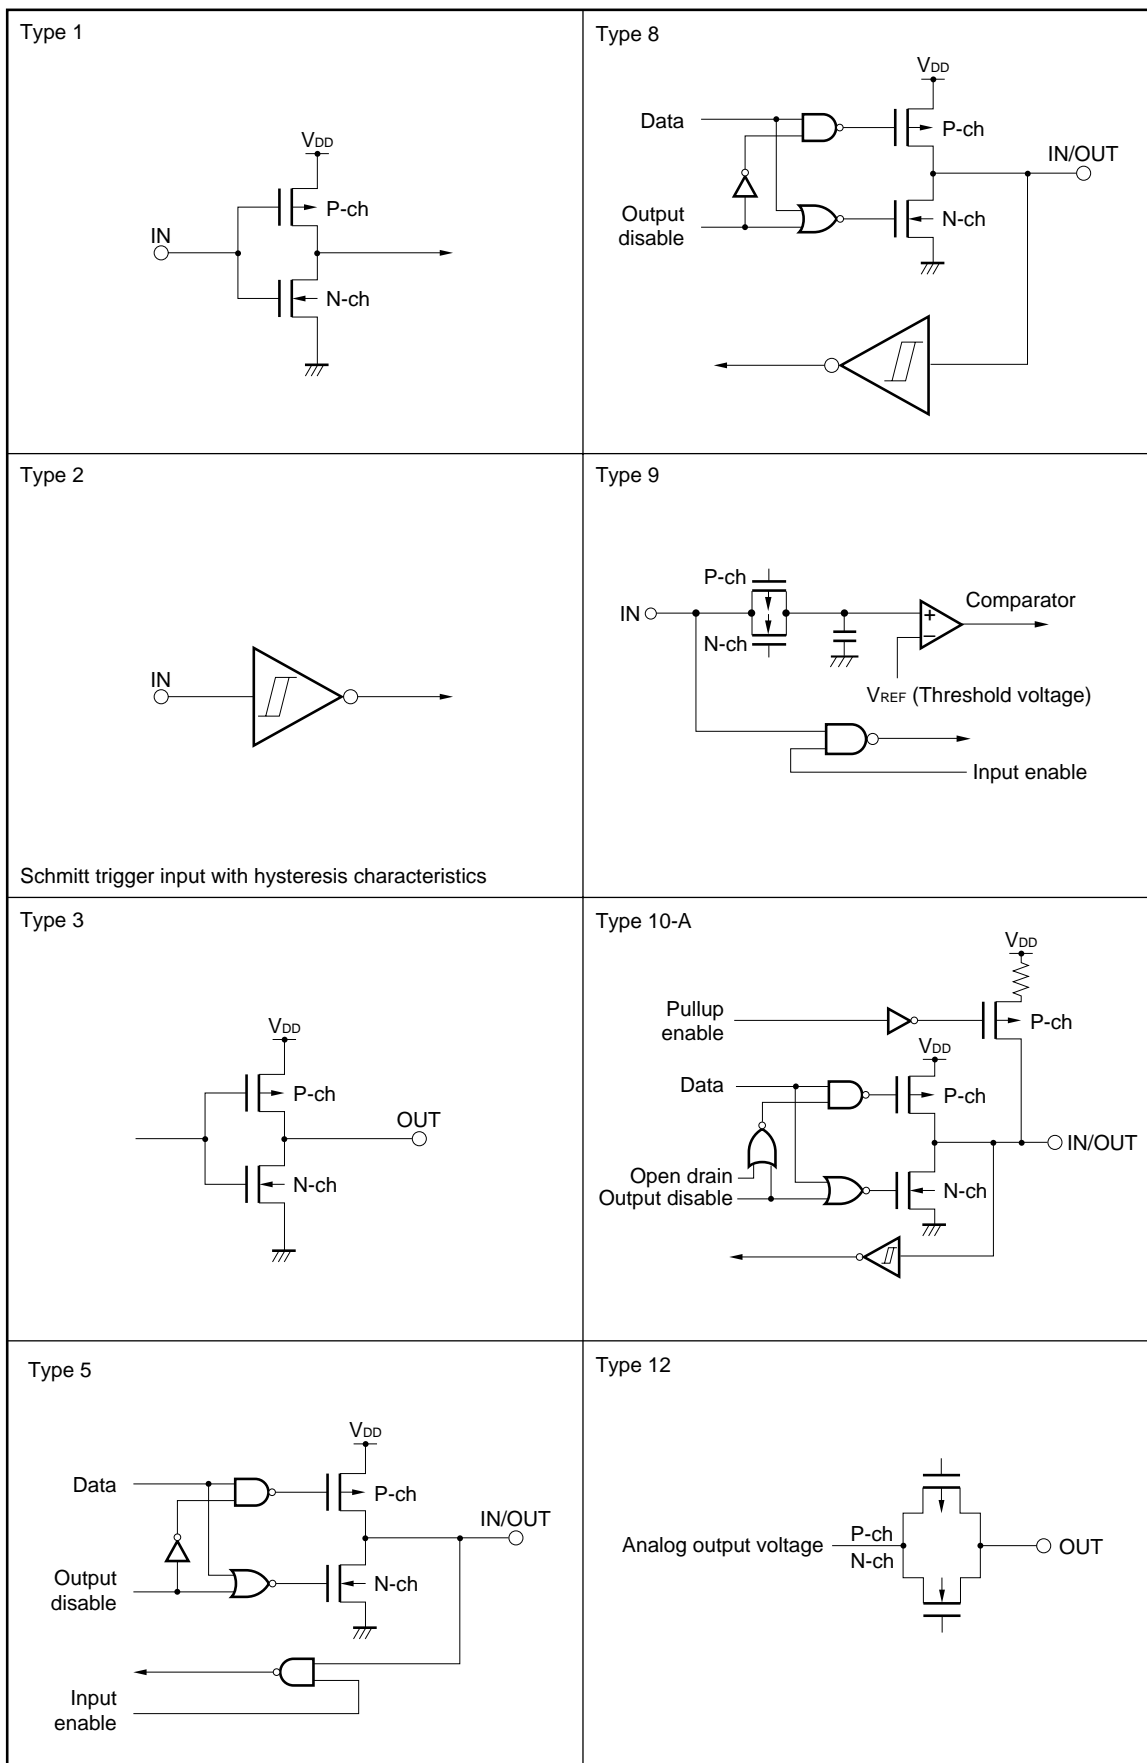 Type 1
VDD
P-ch
IN
N-ch
Type 8
VDD
Data
P-ch
IN/OUT
Output
disable
N-ch
Type 2
IN
Schmitt trigger input with hysteresis characteristics
Type 9
P-ch
IN
N-ch
Comparator
+
−
VREF (Threshold voltage)
Input enable
Type 3
VDD
P-ch
OUT
N-ch
Type 10-A
VDD
Pullup
enable
P-ch
VDD
Data
P-ch
IN/OUT
Open drain
Output disable
N-ch
Type 5
VDD
Data
P-ch
IN/OUT
Output
disable
N-ch
Input
enable
Type 12
Analog output voltage
P-ch
N-ch
OUT